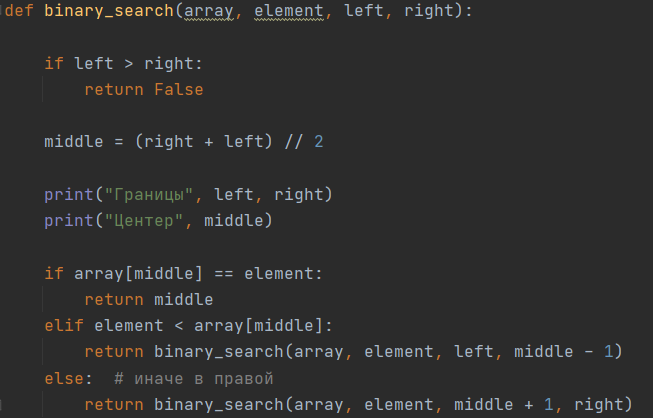 def binary_search(array, element, left, right):
if left > right:
return False
middle = (right + left) // 2
print("Границы", left, right)
print("Центер", middle)
if array[middle] == element:
return middle
elif element < array[middle]:
return binary_search(array, element, left, middle - 1)
else:  # иначе в правой
return binary_search(array, element, middle + 1, right)